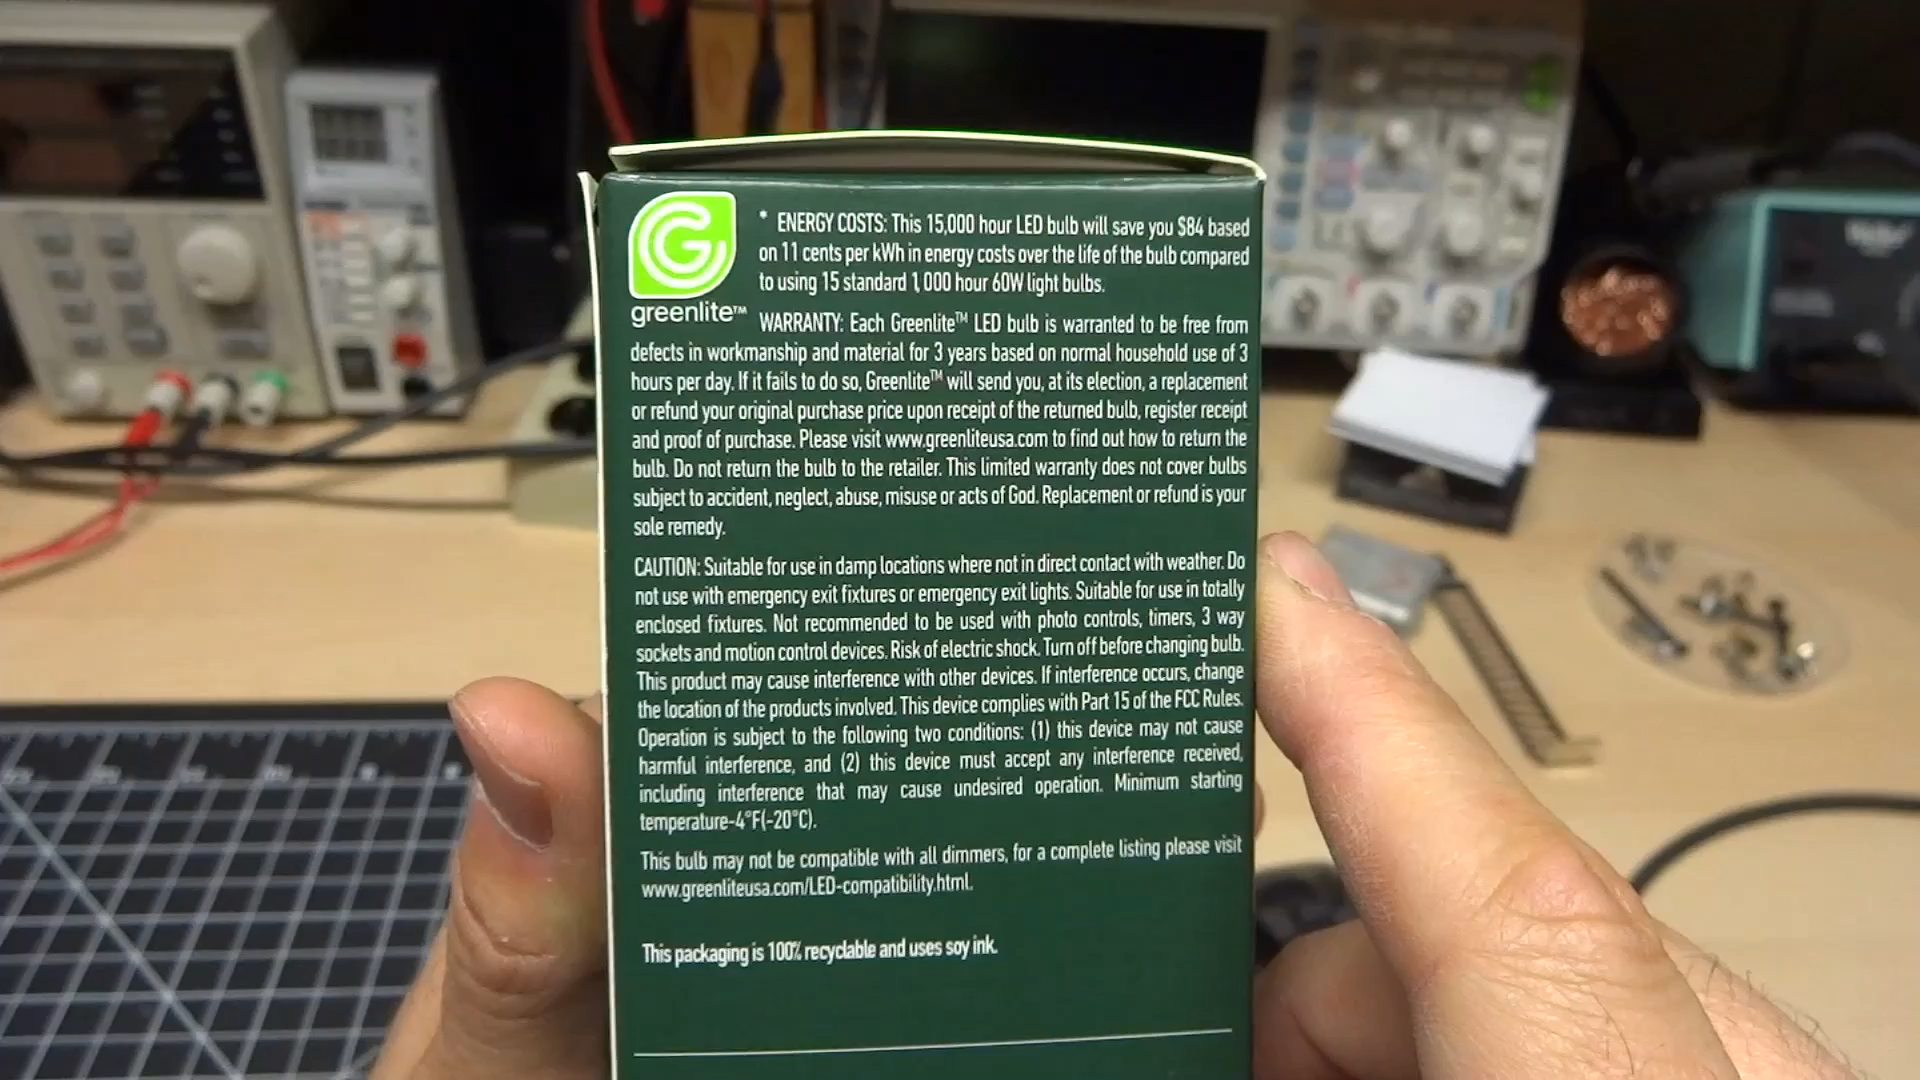 * ENERGY COSTS: This 15,000 hour LED bulb will save you $84 based
on 11 cents per kWh in energy costs over the life of the bulb compared
to using 15 standard 1,000 hour 60W light bulbs.
greenlite™
WARRANTY: Each Greenlite™ LED bulb is warranted to be free from
defects in workmanship and material for 3 years based on normal household use of 3
hours per day. If it fails to do so, Greenlite™ will send you, at its election, a replacement
or refund your original purchase price upon receipt of the returned bulb, register receipt
and proof of purchase. Please visit www.greenliteusa.com to find out how to return the
bulb. Do not return the bulb to the retailer. This limited warranty does not cover bulbs
subject to accident, neglect, abuse, misuse or acts of God. Replacement or refund is your
sole remedy.
CAUTION: Suitable for use in damp locations where not in direct contact with weather. Do
not use with emergency exit fixtures or emergency exit lights. Suitable for use in totally
enclosed fixtures. Not recommended to be used with photo controls, timers, 3 way
sockets and motion control devices. Risk of electric shock. Turn off before changing bulb.
This product may cause interference with other devices. If interference occurs, change
the location of the products involved. This device complies with Part 15 of the FCC Rules.
Operation is subject to the following two conditions: (1) this device may not cause
harmful interference, and (2) this device must accept any interference received,
including interference that may cause undesired operation. Minimum starting
temperature-4°F(-20°C).
This bulb may not be compatible with all dimmers, for a complete listing please visit
www.greenliteusa.com/LED-compatibility.html.
This packaging is 100% recyclable and uses soy ink.